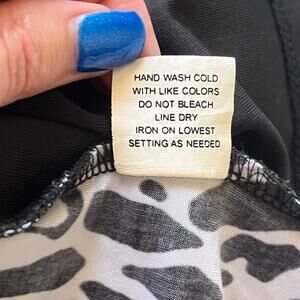 HAND WASH COLD
WITH LIKE COLORS
DO NOT BLEACH
LINE DRY
IRON ON LOWEST
SETTING AS NEEDED